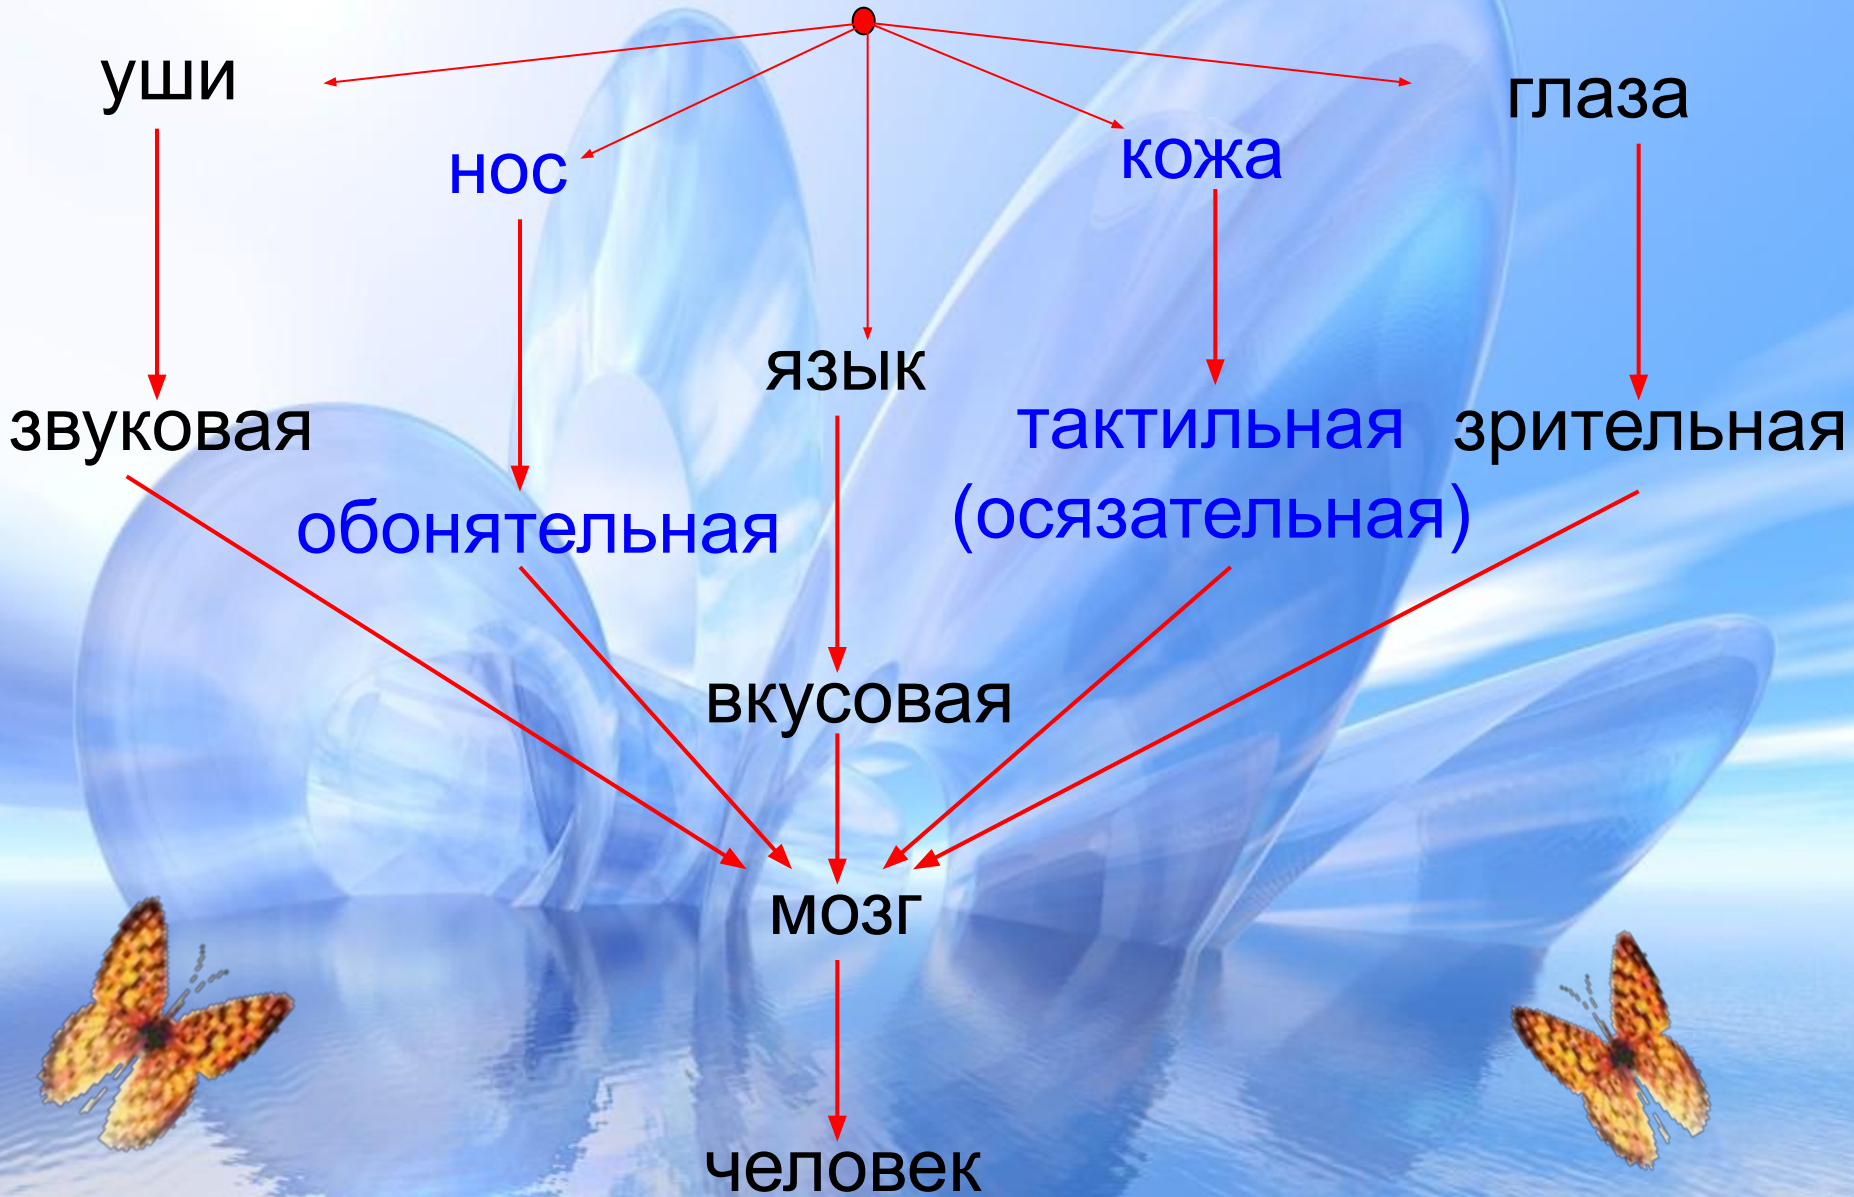 уши
глаза
нос
кожа
язык
звуковая
тактильная
(осязательная)
зрительная
обонятельная
вкусовая
мозг
человек